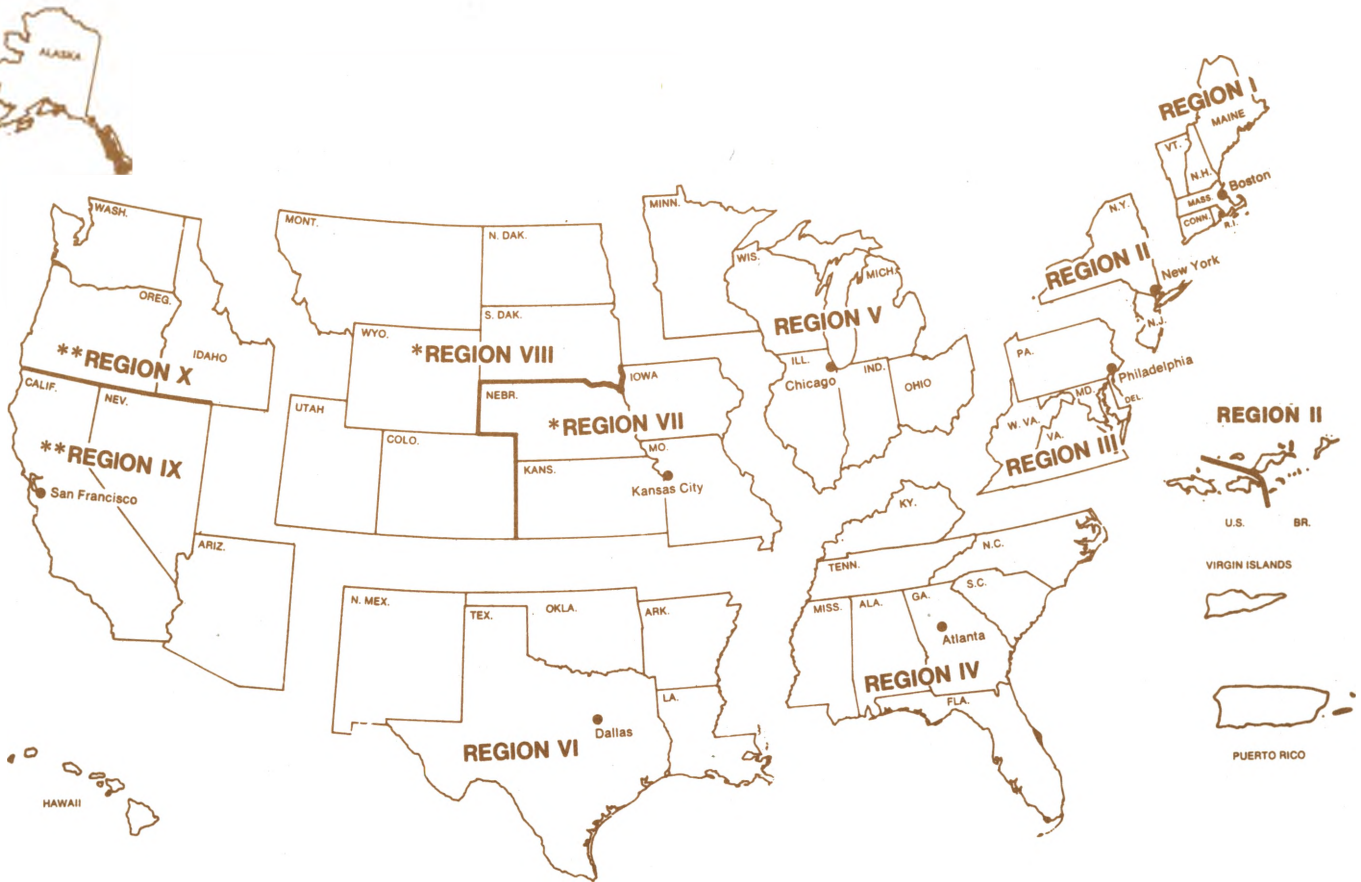 ALASKA
REGION I
MAINE
VT.
N.H.
Boston
MASS.
CONN.
R.I.
WASH.
MONT.
N. DAK.
MINN.
N.Y.
WIS.
MICH.
REGION II
New York
OREG.
S. DAK.
REGION V
N.J.
WYO.
*REGION VIII
**REGION X
IDAHO
PA.
ILL.
IND.
Chicago
OHIO
Philadelphia
IOWA
CALIF.
NEV.
UTAH
NEBR.
MD.
DEL.
REGION II
*REGION VII
W. VA.
VA.
COLO.
MO.
**REGION IX
REGION III
KANS.
Kansas City
San Francisco
KY.
U.S.
BR.
ARIZ.
N.C.
TENN.
VIRGIN ISLANDS
S.C.
N. MEX.
TEX.
OKLA.
ARK.
MISS.
ALA.
GA.
Atlanta
REGION IV
LA.
FLA.
Dallas
REGION VI
PUERTO RICO
HAWAII